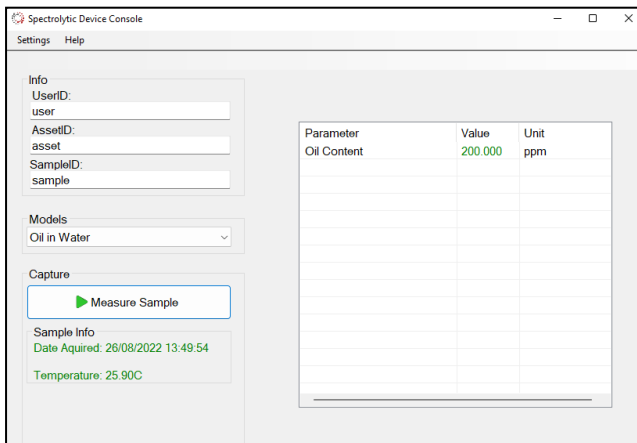 Spectrolytic Device Console
Settings Help
Info
UserID:
user
AssetID:
asset
SampleID:
sample
Models
Oil in Water
Capture
Measure Sample
Sample Info
Date Aquired: 26/08/2022 13:49:54
Temperature: 25.90C
Parameter Value Unit
Oil Content 200.000 ppm